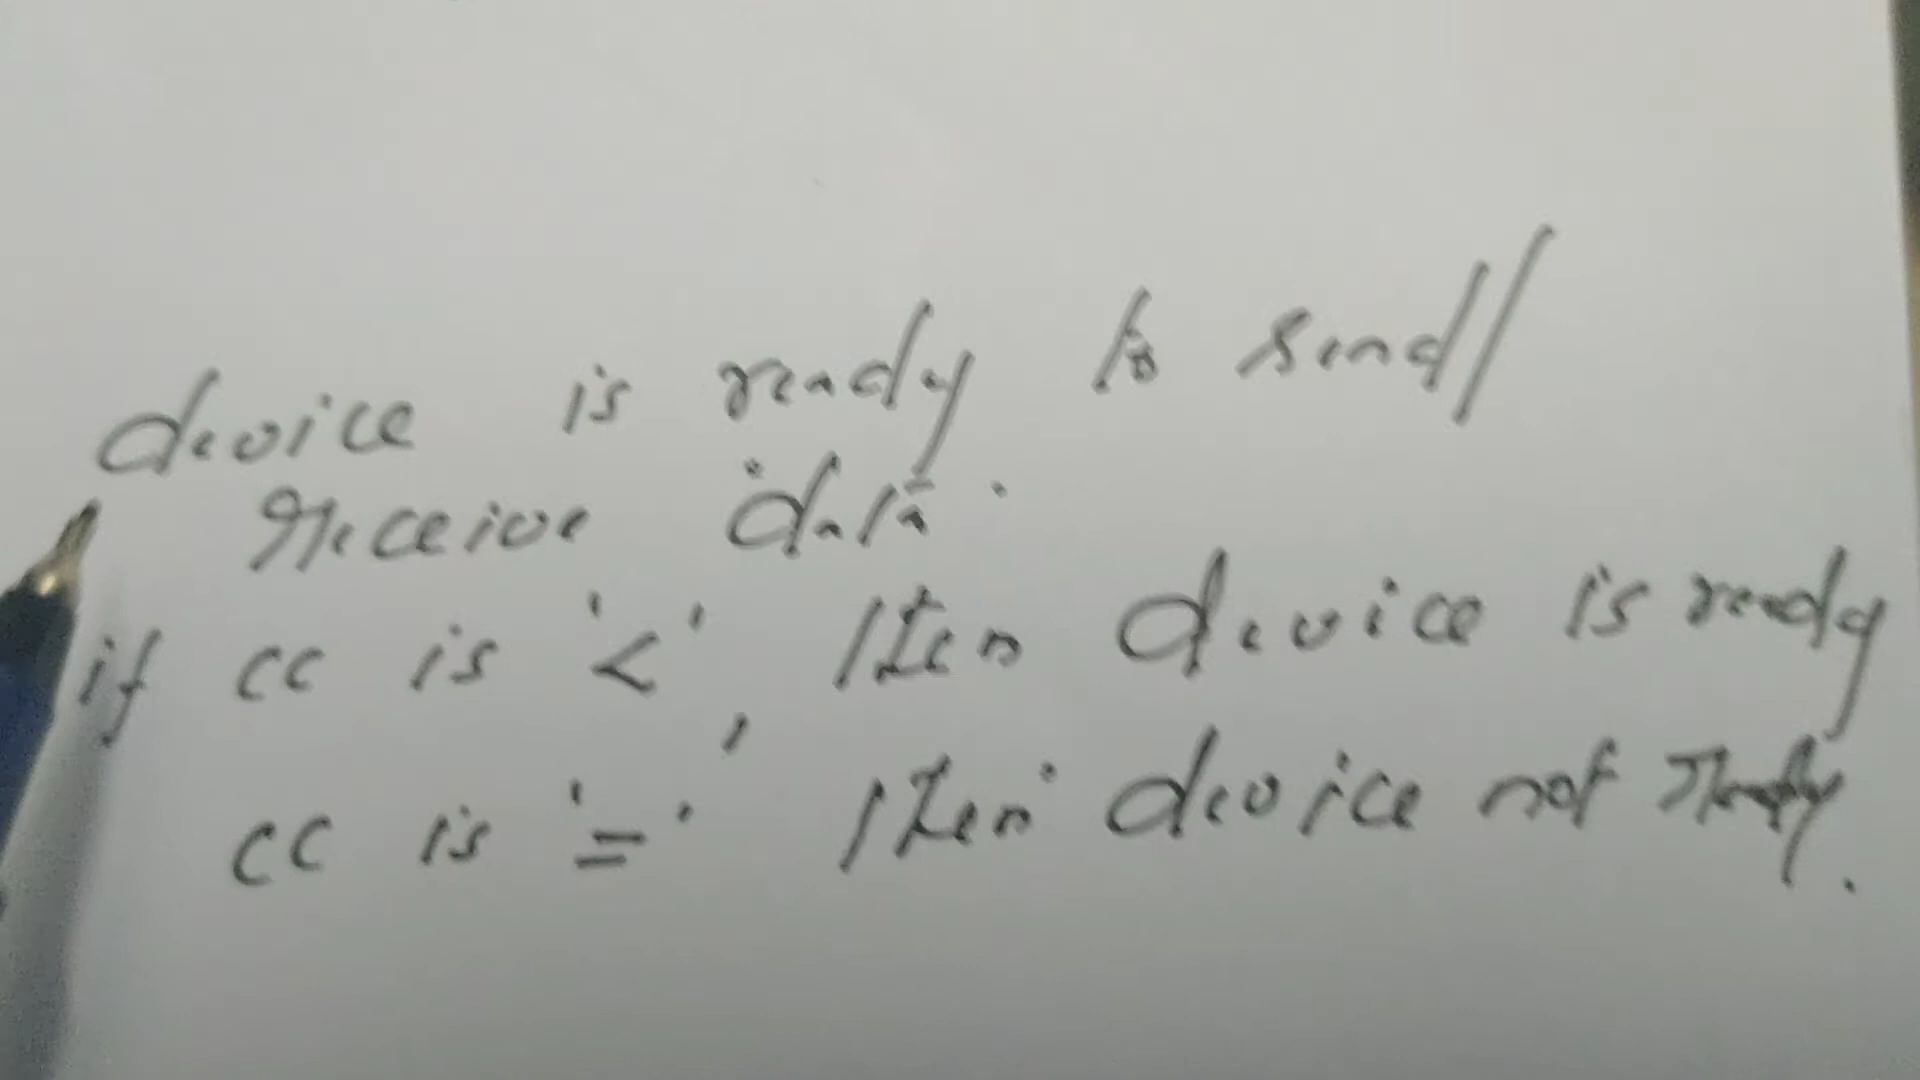 device is ready to send/
receive data.
if cc is '<', then device is ready
cc is '=' then device not ready.